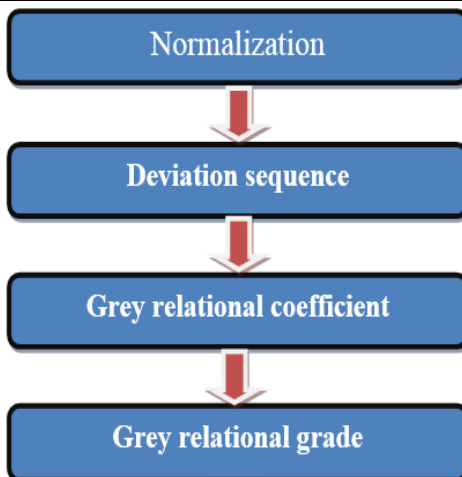 Normalization
Deviation sequence
Grey relational coefficient
Grey relational grade